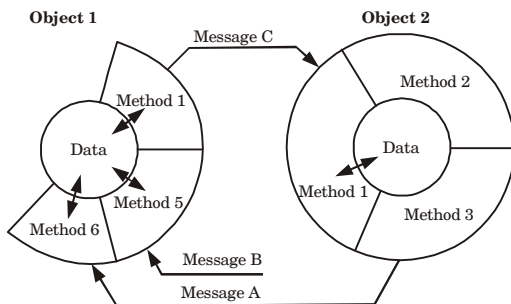 Object 1
Object 2
Message C
Method 1
Method 2
Data
Data
Method 1
Method 5
Method 6
Method 3
Message B
Message A